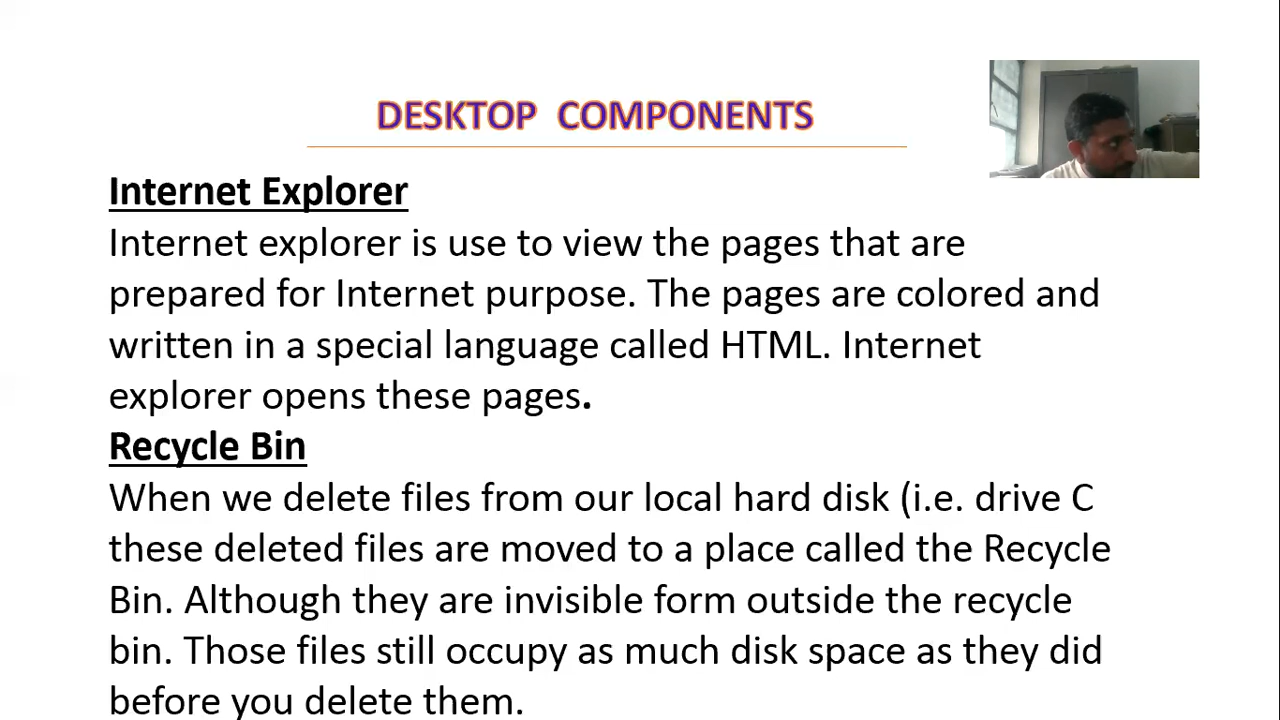 DESKTOP COMPONENTS
Internet Explorer
Internet explorer is use to view the pages that are
prepared for Internet purpose. The pages are colored and
written in a special language called HTML. Internet
explorer opens these pages.
Recycle Bin
When we delete files from our local hard disk (i.e. drive C
these deleted files are moved to a place called the Recycle
Bin. Although they are invisible form outside the recycle
bin. Those files still occupy as much disk space as they did
before you delete them.